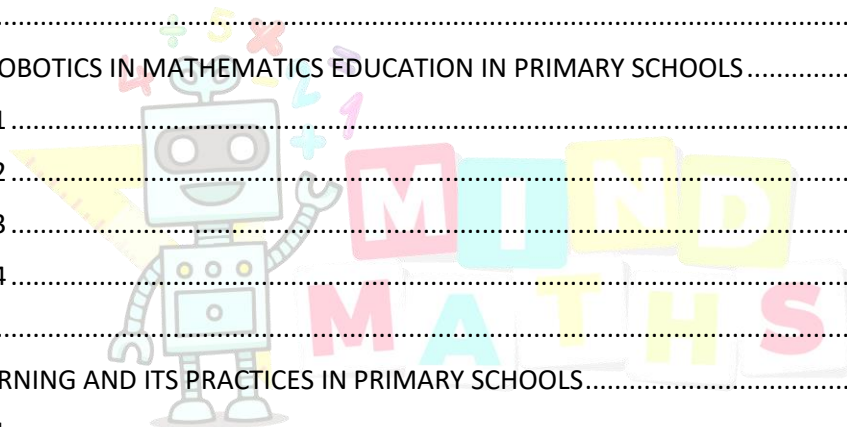 OBOTICS IN MATHEMATICS EDUCATION IN PRIMARY SCHOOLS
1
2
3
4
RNING AND ITS PRACTICES IN PRIMARY SCHOOLS
MIND
MATHS